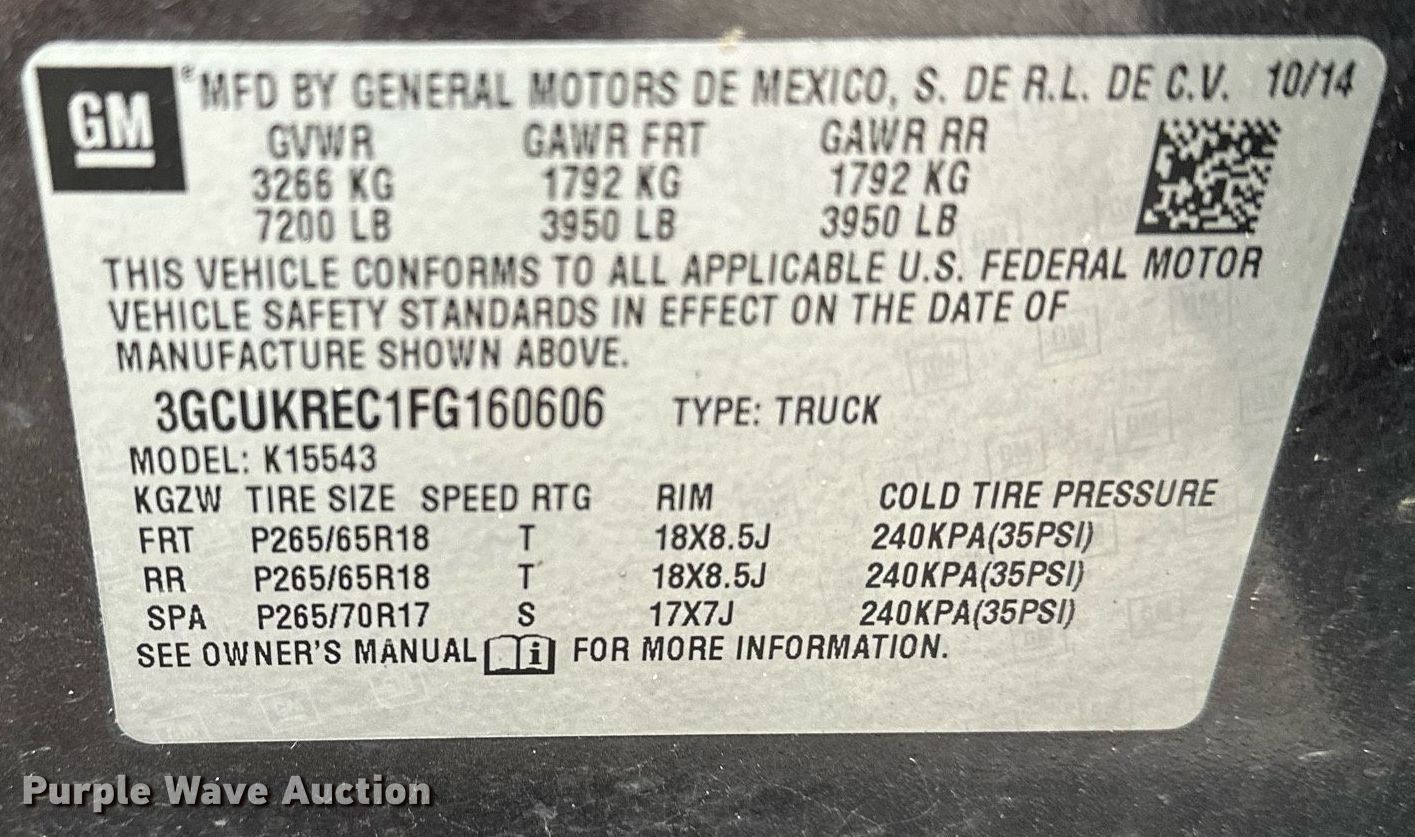 GM ® MFD BY GENERAL MOTORS DE MEXICO, S. DE R.L. DE C.V. 10/14
GVWR GAWR FRT GAWR RR
3266 KG 1792 KG 1792 KG
7200 LB 3950 LB 3950 LB
THIS VEHICLE CONFORMS TO ALL APPLICABLE U.S. FEDERAL MOTOR
VEHICLE SAFETY STANDARDS IN EFFECT ON THE DATE OF
MANUFACTURE SHOWN ABOVE.
3GCUKREC1FG160606 TYPE: TRUCK
MODEL: K15543
KGZW TIRE SIZE SPEED RTG RIM COLD TIRE PRESSURE
FRT P265/65R18 T 18X8.5J 240KPA(35PSI)
RR P265/65R18 T 18X8.5J 240KPA(35PSI)
SPA P265/70R17 S 17X7J 240KPA(35PSI)
SEE OWNER'S MANUAL i FOR MORE INFORMATION.
Purple Wave Auction